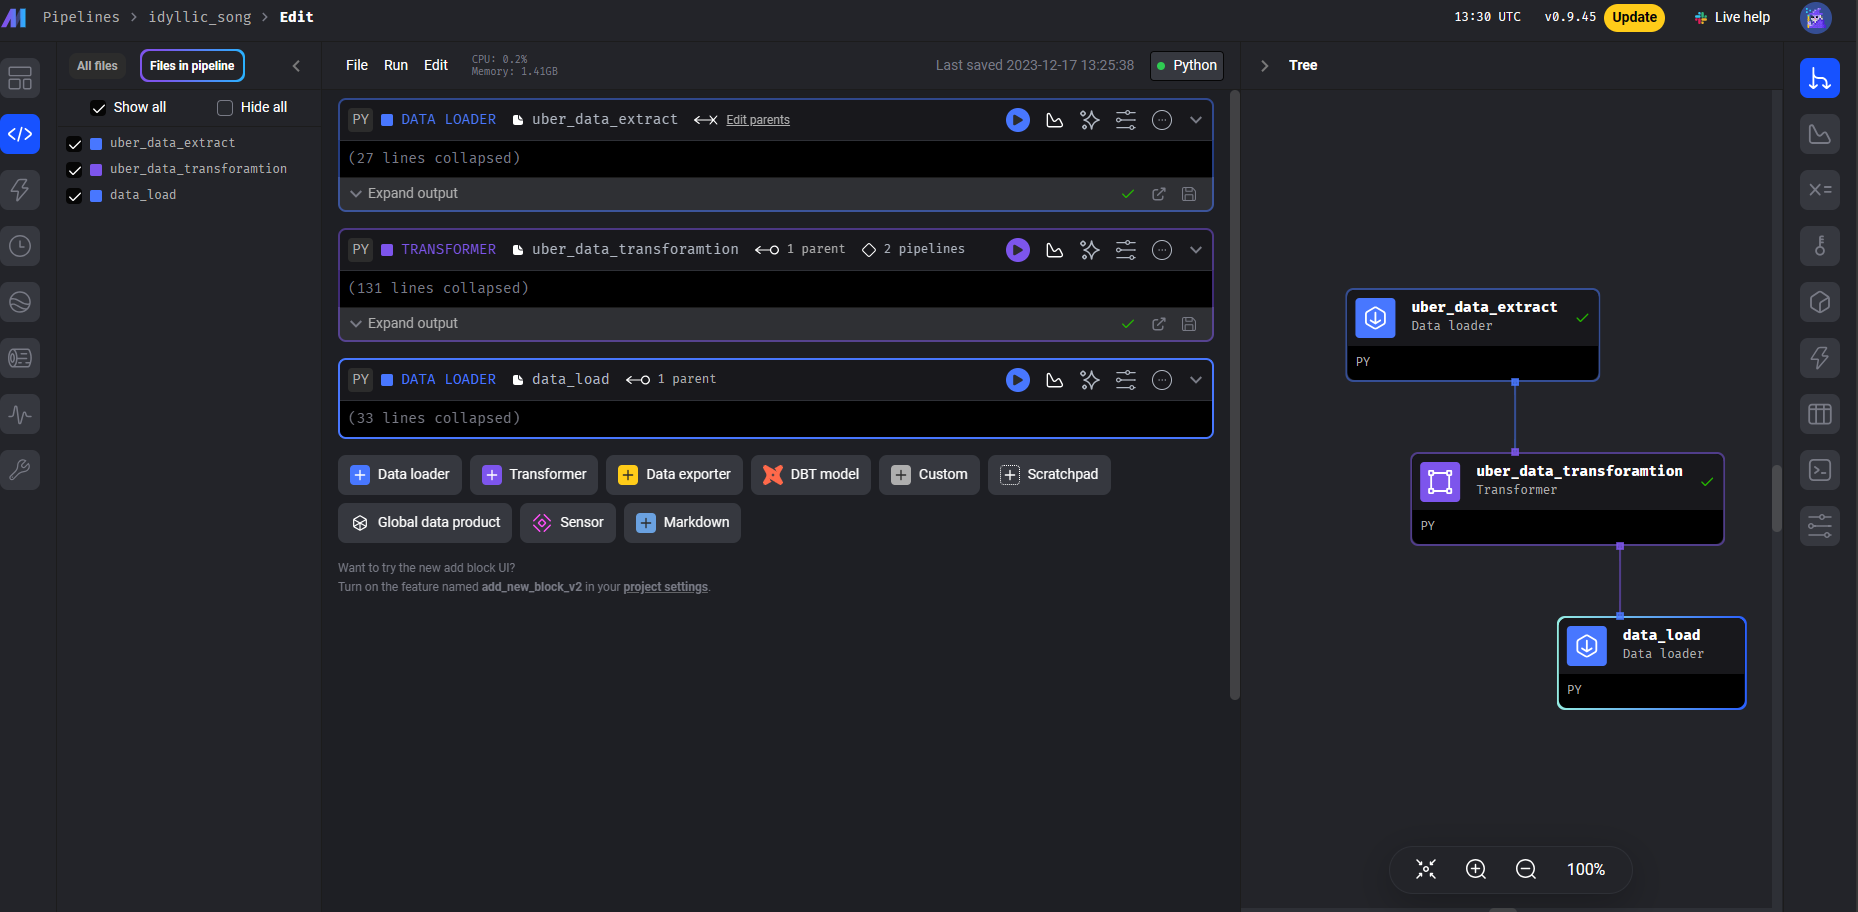 Pipelines > idyllic_song > Edit
13:30 UTC v0.9.45 Update Live help
All files Files in pipeline
Show all Hide all
uber_data_extract
uber_data_transforamtion
data_load
File Run Edit
CPU: 0.2%
Memory: 1.41GB
Last saved 2023-12-17 13:25:38
Python
PY DATA LOADER uber_data_extract Edit parents
(27 lines collapsed)
Expand output
PY TRANSFORMER uber_data_transforamtion 1 parent 2 pipelines
(131 lines collapsed)
Expand output
PY DATA LOADER data_load 1 parent
(33 lines collapsed)
Data loader Transformer Data exporter DBT model Custom Scratchpad
Global data product Sensor Markdown
Want to try the new add block UI?
Turn on the feature named add_new_block_v2 in your project settings.
Tree
uber_data_extract
Data loader
PY
uber_data_transforamtion
Transformer
PY
data_load
Data loader
PY
100%